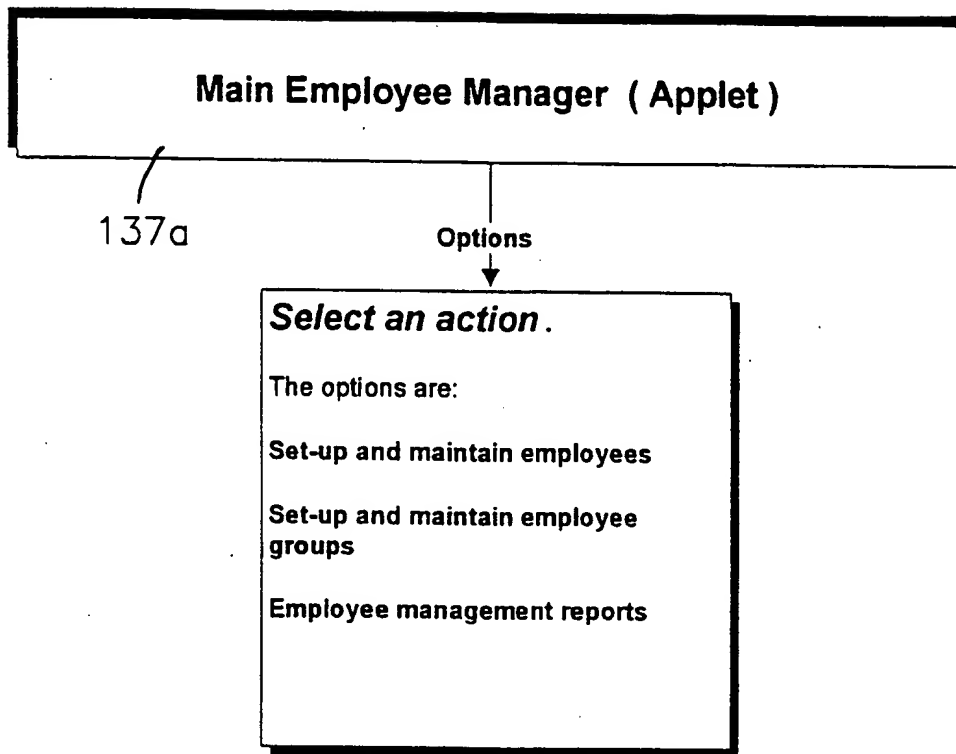 Main Employee Manager ( Applet )
137a
Options
Select an action.
The options are:
Set-up and maintain employees
Set-up and maintain employee
groups
Employee management reports